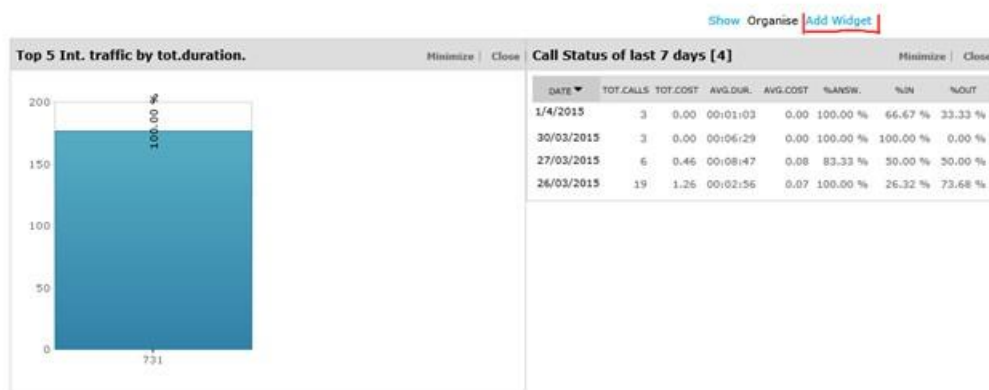 Show Organise Add Widget
Top 5 Int. traffic by tot.duration. Minimize | Close
100.00 %
200
150
100
50
0
731
Call Status of last 7 days [4] Minimize | Close
DATE TOT.CALLS TOT.COST AVG.DUR. AVG.COST %ANSW. %IN %OUT
1/4/2015 3 0.00 00:01:03 0.00 100.00 % 66.67 % 33.33 %
30/03/2015 3 0.00 00:06:29 0.00 100.00 % 100.00 % 0.00 %
27/03/2015 6 0.46 00:08:47 0.08 83.33 % 50.00 % 50.00 %
26/03/2015 19 1.26 00:02:56 0.07 100.00 % 26.32 % 73.68 %